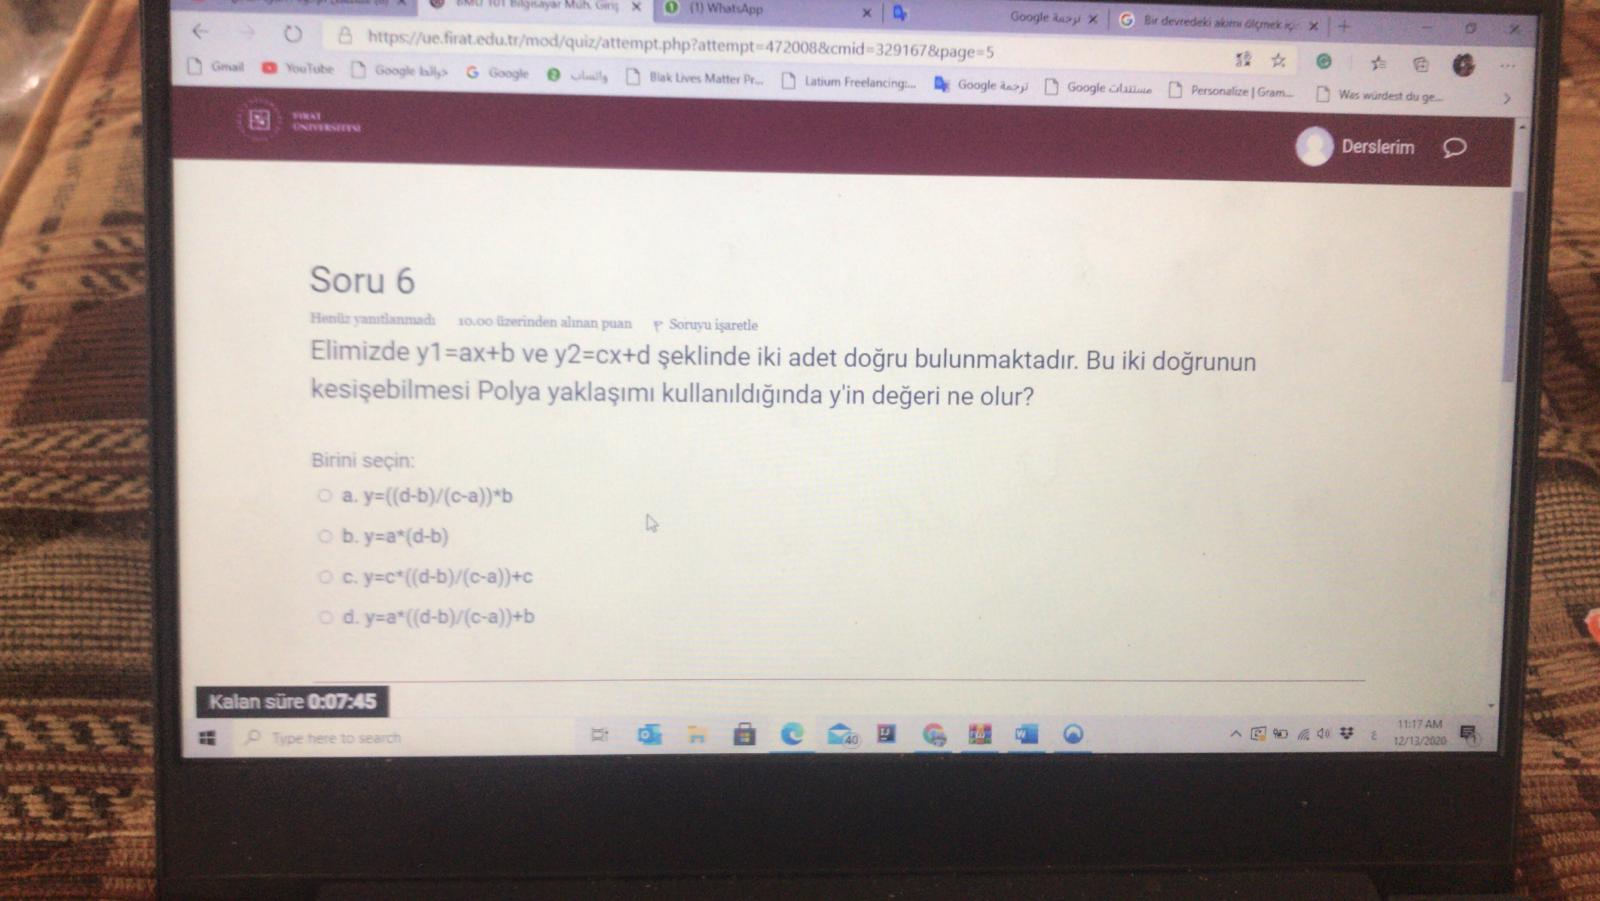 BMU 101 Bilgisayar Müh. Giriş
(1) WhatsApp
Google ترجمة
Bir devredeki akımı ölçmek içi
https://ue.firat.edu.tr/mod/quiz/attempt.php?attempt=472008&cmid=329167&page=5
Gmail
YouTube
Google
Google
واتساب
Blak Lives Matter Pr...
Latium Freelancing:...
Google ترجمة
Google مستندات
Personalize | Gram...
Was würdest du ge...
FIRAT
ÜNİVERSİTESİ
Derslerim
Soru 6
Henüz yanıtlanmadı 10.00 üzerinden alınan puan Soruyu işaretle
Elimizde y1=ax+b ve y2=cx+d şeklinde iki adet doğru bulunmaktadır. Bu iki doğrunun
kesişebilmesi Polya yaklaşımı kullanıldığında y'in değeri ne olur?
Birini seçin:
a. y=((d-b)/(c-a))*b
b. y=a*(d-b)
c. y=c*((d-b)/(c-a))+c
d. y=a*((d-b)/(c-a))+b
Kalan süre 0:07:45
Type here to search
40
11:17 AM
12/13/2020